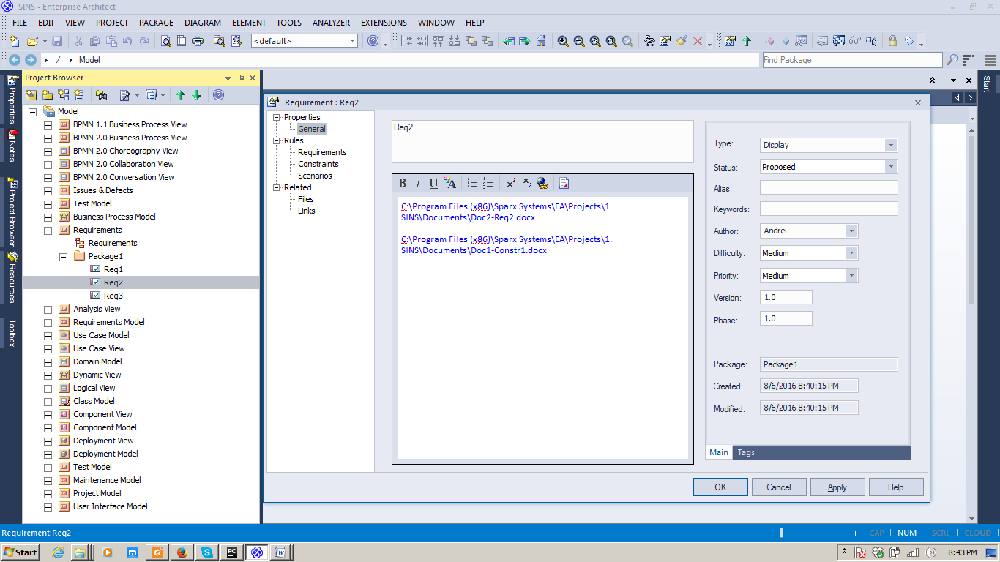 SINS - Enterprise Architect
FILE EDIT VIEW PROJECT PACKAGE DIAGRAM ELEMENT TOOLS ANALYZER EXTENSIONS WINDOW HELP
<default>
/ Model
Find Package
Properties
Notes
Project Browser
Resources
Toolbox
Project Browser
Model
BPMN 1.1 Business Process View
BPMN 2.0 Business Process View
BPMN 2.0 Choreography View
BPMN 2.0 Collaboration View
BPMN 2.0 Conversation View
Issues & Defects
Test Model
Business Process Model
Requirements
Requirements
Package1
Req1
Req2
Req3
Analysis View
Requirements Model
Use Case Model
Use Case View
Domain Model
Dynamic View
Logical View
Class Model
Component View
Component Model
Deployment View
Deployment Model
Test Model
Maintenance Model
Project Model
User Interface Model
Requirement : Req2
Properties
General
Rules
Requirements
Constraints
Scenarios
Related
Files
Links
Req2
B I U A x² x₂
C:\Program Files (x86)\Sparx Systems\EA\Projects\1.
SINS\Documents\Doc2-Req2.docx
C:\Program Files (x86)\Sparx Systems\EA\Projects\1.
SINS\Documents\Doc1-Constr1.docx
Type: Display
Status: Proposed
Alias:
Keywords:
Author: Andrei
Difficulty: Medium
Priority: Medium
Version: 1.0
Phase: 1.0
Package: Package1
Created: 8/6/2016 8:40:15 PM
Modified: 8/6/2016 8:40:15 PM
Main Tags
OK Cancel Apply Help
Start
Requirement:Req2
CAP NUM SCRL CLOUD
Start
8:43 PM